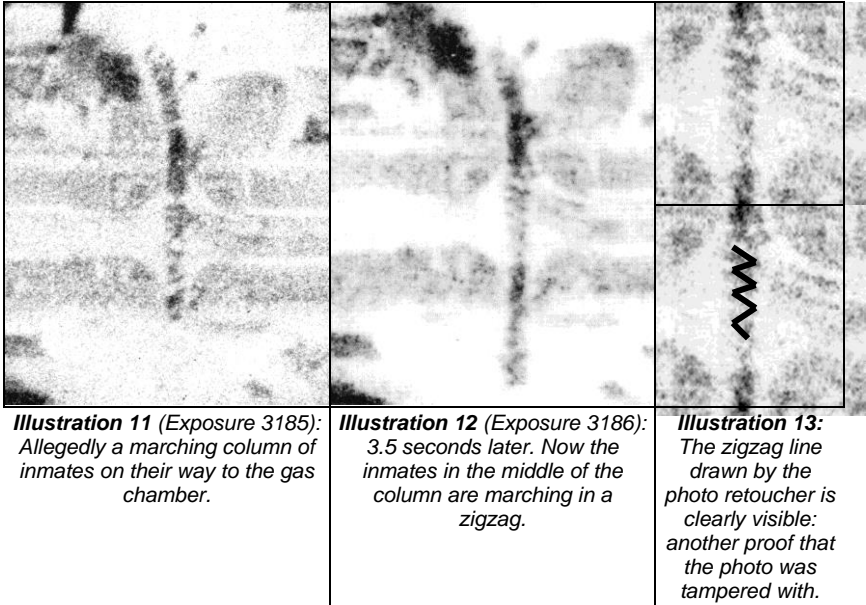 Illustration 11 (Exposure 3185):
Allegedly a marching column of
inmates on their way to the gas
chamber.
Illustration 12 (Exposure 3186):
3.5 seconds later. Now the
inmates in the middle of the
column are marching in a
zigzag.
Illustration 13:
The zigzag line
drawn by the
photo retoucher is
clearly visible:
another proof that
the photo was
tampered with.